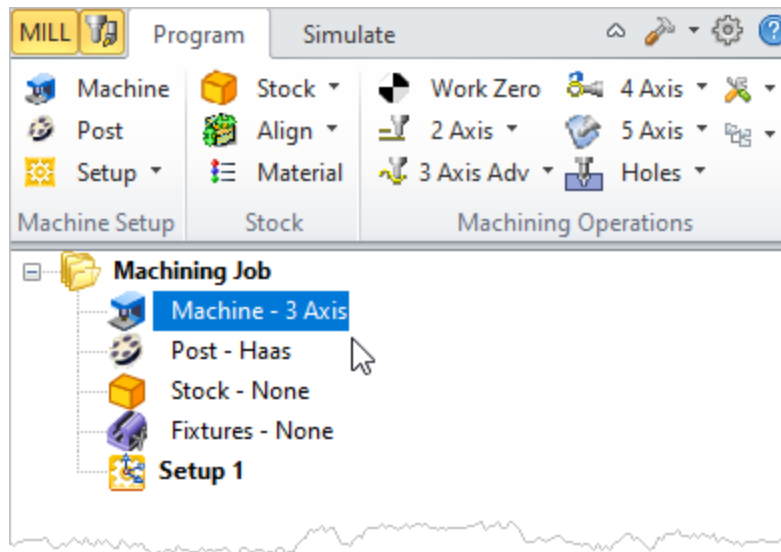 MILL Program Simulate
Machine Stock Work Zero 4 Axis
Post Align 2 Axis 5 Axis
Setup Material 3 Axis Adv Holes
Machine Setup Stock Machining Operations
Machining Job
Machine - 3 Axis
Post - Haas
Stock - None
Fixtures - None
Setup 1